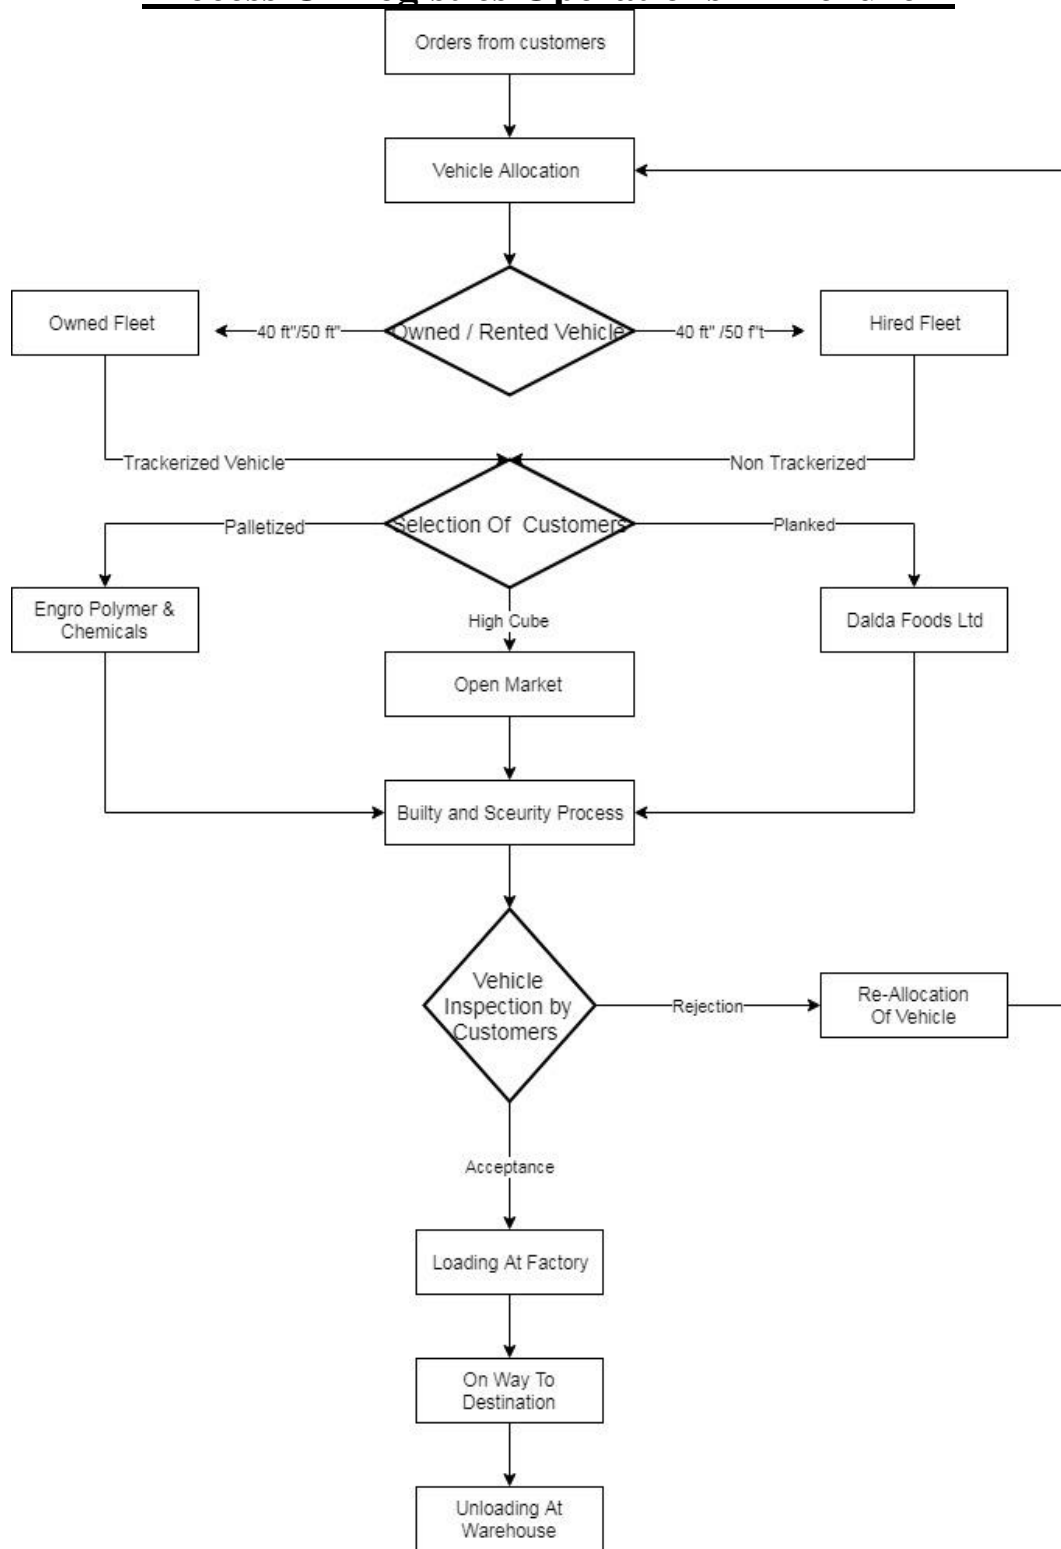 Orders from customers
Vehicle Allocation
Owned Fleet
40 ft"/50 ft"
Owned / Rented Vehicle
40 ft" /50 f"t
Hired Fleet
Trackerized Vehicle
Non Trackerized
Palletized
Selection Of Customers
Planked
Engro Polymer &
Chemicals
High Cube
Dalda Foods Ltd
Open Market
Builty and Sceurity Process
Vehicle
Inspection by
Customers
Rejection
Re-Allocation
Of Vehicle
Acceptance
Loading At Factory
On Way To
Destination
Unloading At
Warehouse